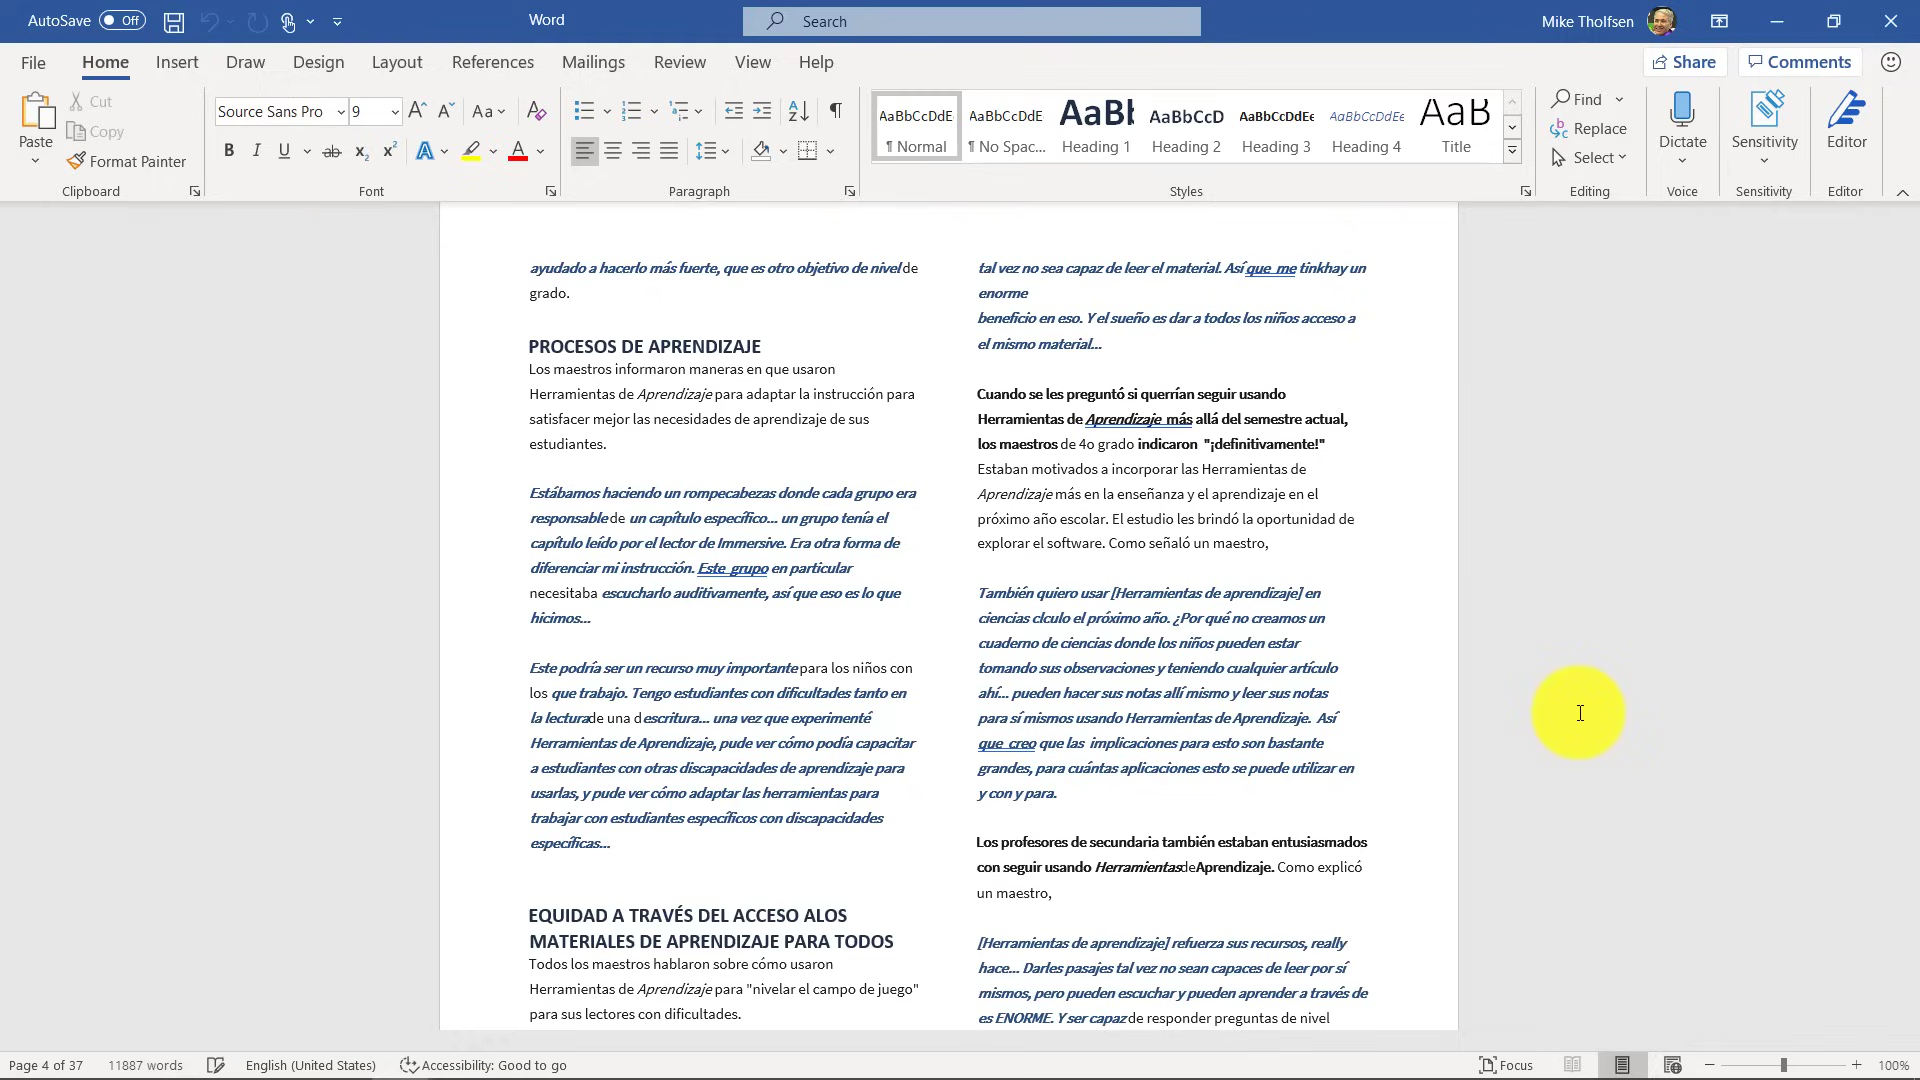 AutoSave Off Word Search Mike Tholfsen
File Home Insert Draw Design Layout References Mailings Review View Help Share Comments
Paste
Cut
Copy
Format Painter
Clipboard
Source Sans Pro 9
Font
Paragraph
AaBbCcDdE AaBbCcDdE AaBb AaBbCcD AaBbCcDdEe AaBbCcDdEe AaB
¶ Normal ¶ No Spac... Heading 1 Heading 2 Heading 3 Heading 4 Title
Styles
Find
Replace
Select
Editing
Dictate
Voice
Sensitivity
Sensitivity
Editor
Editor
ayudado a hacerlo más fuerte, que es otro objetivo de nivel de
grado.
PROCESOS DE APRENDIZAJE
Los maestros informaron maneras en que usaron
Herramientas de Aprendizaje para adaptar la instrucción para
satisfacer mejor las necesidades de aprendizaje de sus
estudiantes.
Estábamos haciendo un rompecabezas donde cada grupo era
responsable de un capítulo específico... un grupo tenía el
capítulo leído por el lector de Immersive. Era otra forma de
diferenciar mi instrucción. Este grupo en particular
necesitaba escucharlo auditivamente, así que eso es lo que
hicimos...
Este podría ser un recurso muy importante para los niños con
los que trabajo. Tengo estudiantes con dificultades tanto en
la lecturade una descritura... una vez que experimenté
Herramientas de Aprendizaje, pude ver cómo podía capacitar
a estudiantes con otras discapacidades de aprendizaje para
usarlas, y pude ver cómo adaptar las herramientas para
trabajar con estudiantes específicos con discapacidades
específicas...
EQUIDAD A TRAVÉS DEL ACCESO ALOS
MATERIALES DE APRENDIZAJE PARA TODOS
Todos los maestros hablaron sobre cómo usaron
Herramientas de Aprendizaje para "nivelar el campo de juego"
para sus lectores con dificultades.
tal vez no sea capaz de leer el material. Así que me tinkhay un
enorme
beneficio en eso. Y el sueño es dar a todos los niños acceso a
el mismo material...
Cuando se les preguntó si querrían seguir usando
Herramientas de Aprendizaje más allá del semestre actual,
los maestros de 4o grado indicaron "¡definitivamente!"
Estaban motivados a incorporar las Herramientas de
Aprendizaje más en la enseñanza y el aprendizaje en el
próximo año escolar. El estudio les brindó la oportunidad de
explorar el software. Como señaló un maestro,
También quiero usar [Herramientas de aprendizaje] en
ciencias clculo el próximo año. ¿Por qué no creamos un
cuaderno de ciencias donde los niños pueden estar
tomando sus observaciones y teniendo cualquier artículo
ahí... pueden hacer sus notas allí mismo y leer sus notas
para sí mismos usando Herramientas de Aprendizaje. Así
que creo que las implicaciones para esto son bastante
grandes, para cuántas aplicaciones esto se puede utilizar en
y con y para.
Los profesores de secundaria también estaban entusiasmados
con seguir usando HerramientasdeAprendizaje. Como explicó
un maestro,
[Herramientas de aprendizaje] refuerza sus recursos, really
hace... Darles pasajes tal vez no sean capaces de leer por sí
mismos, pero pueden escuchar y pueden aprender a través de
es ENORME. Y ser capaz de responder preguntas de nivel
Page 4 of 37 11887 words English (United States) Accessibility: Good to go Focus 100%